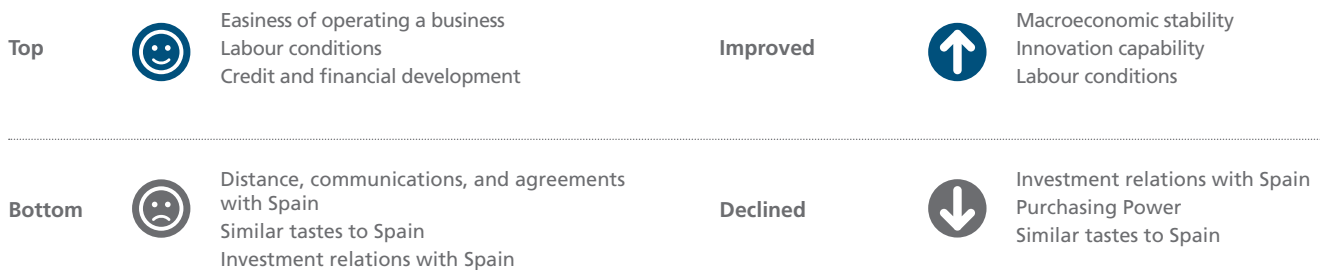 Top
Easiness of operating a business
Labour conditions
Credit and financial development
Improved
Macroeconomic stability
Innovation capability
Labour conditions
Bottom
Distance, communications, and agreements
with Spain
Similar tastes to Spain
Investment relations with Spain
Declined
Investment relations with Spain
Purchasing Power
Similar tastes to Spain